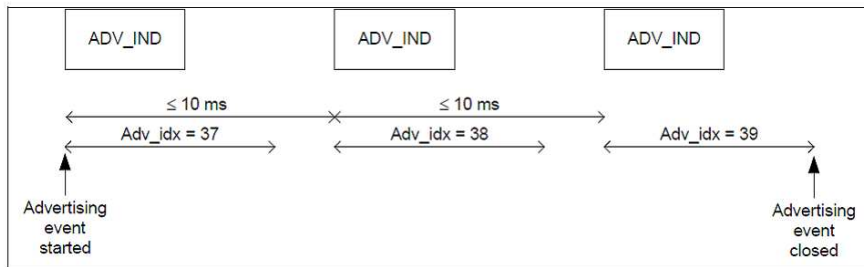 ADV_IND ADV_IND ADV_IND
≤ 10 ms ≤ 10 ms
Adv_idx = 37 Adv_idx = 38 Adv_idx = 39
Advertising
event
started
Advertising
event
closed